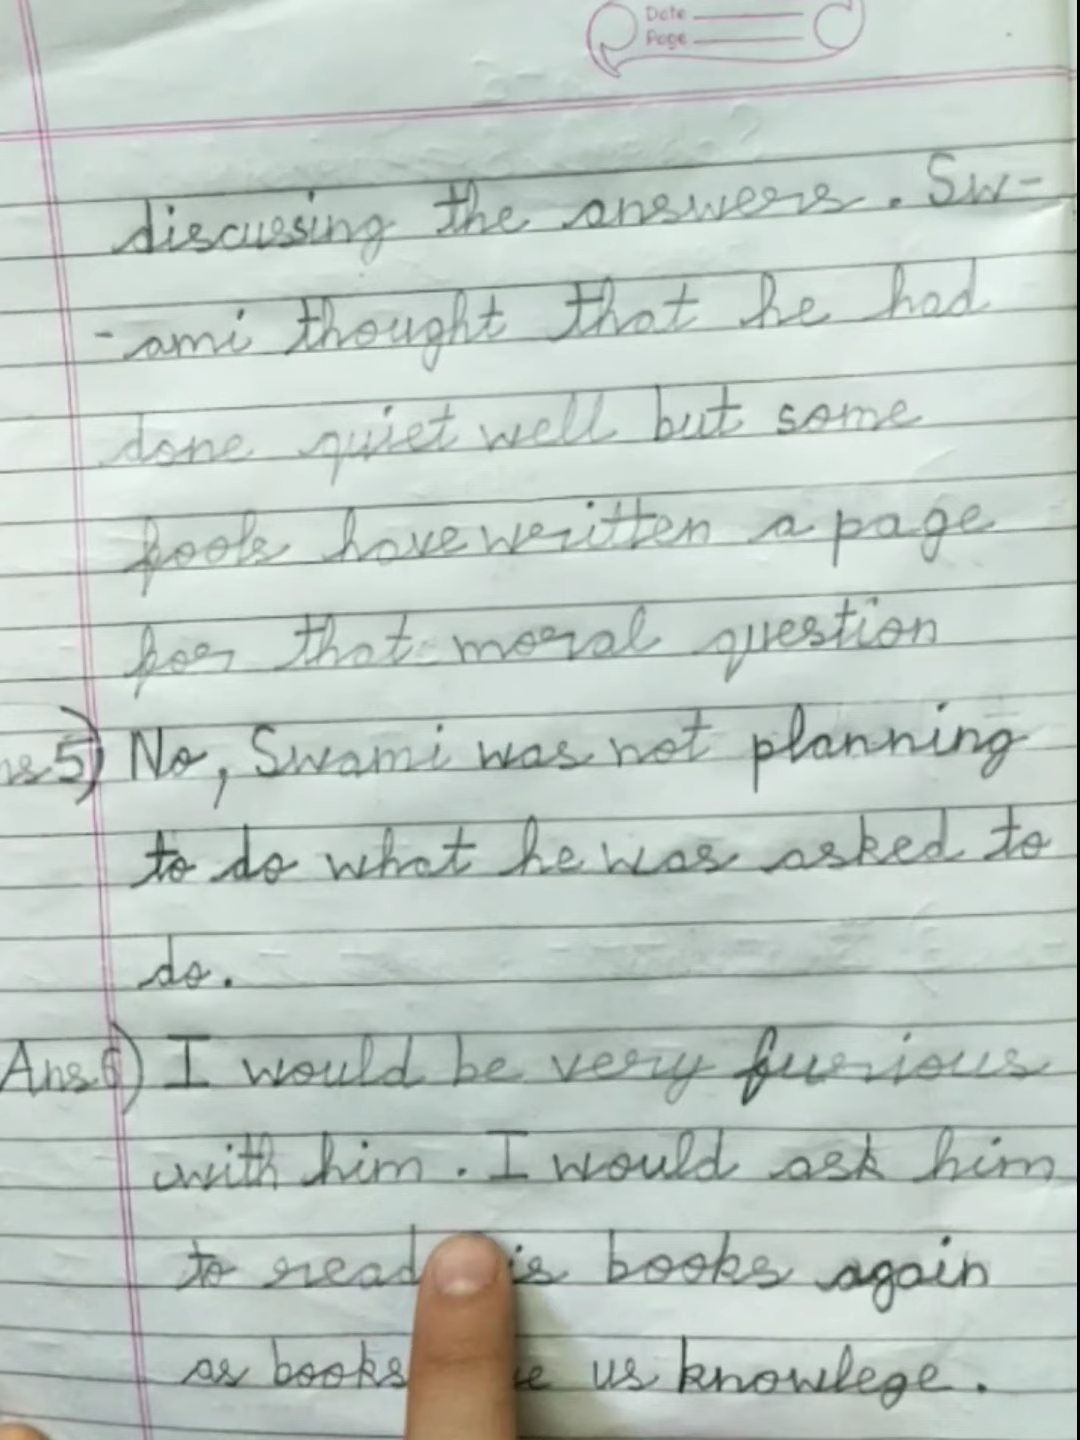 Date
Page
discussing the answers. Sw-
-ami thought that he had
done quiet well but some
fools have written a page
for that moral question
5) No, Swami was not planning
to do what he was asked to
do.
Ans 6) I would be very furious
with him. I would ask him
to read books again
as books us knowlege.